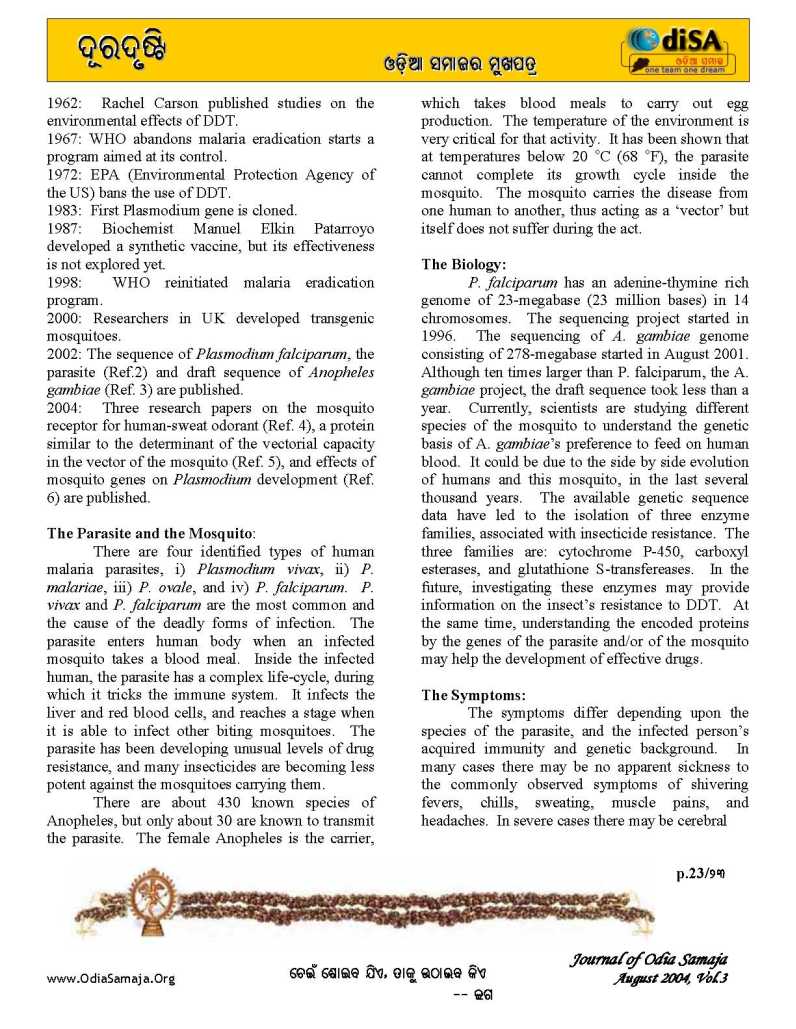 ଦୂରଦୃଷ୍ଟି
ଓଡ଼ିଆ ସମାଜର ମୁଖପତ୍ର
OdiSA
ଓଡ଼ିଆ ସମାଜ
one team one dream
1962: Rachel Carson published studies on the
environmental effects of DDT.
1967: WHO abandons malaria eradication starts a
program aimed at its control.
1972: EPA (Environmental Protection Agency of
the US) bans the use of DDT.
1983: First Plasmodium gene is cloned.
1987: Biochemist Manuel Elkin Patarroyo
developed a synthetic vaccine, but its effectiveness
is not explored yet.
1998: WHO reinitiated malaria eradication
program.
2000: Researchers in UK developed transgenic
mosquitoes.
2002: The sequence of Plasmodium falciparum, the
parasite (Ref.2) and draft sequence of Anopheles
gambiae (Ref. 3) are published.
2004: Three research papers on the mosquito
receptor for human-sweat odorant (Ref. 4), a protein
similar to the determinant of the vectorial capacity
in the vector of the mosquito (Ref. 5), and effects of
mosquito genes on Plasmodium development (Ref.
6) are published.
The Parasite and the Mosquito:
There are four identified types of human
malaria parasites, i) Plasmodium vivax, ii) P.
malariae, iii) P. ovale, and iv) P. falciparum. P.
vivax and P. falciparum are the most common and
the cause of the deadly forms of infection. The
parasite enters human body when an infected
mosquito takes a blood meal. Inside the infected
human, the parasite has a complex life-cycle, during
which it tricks the immune system. It infects the
liver and red blood cells, and reaches a stage when
it is able to infect other biting mosquitoes. The
parasite has been developing unusual levels of drug
resistance, and many insecticides are becoming less
potent against the mosquitoes carrying them.
There are about 430 known species of
Anopheles, but only about 30 are known to transmit
the parasite. The female Anopheles is the carrier,
which takes blood meals to carry out egg
production. The temperature of the environment is
very critical for that activity. It has been shown that
at temperatures below 20 °C (68 °F), the parasite
cannot complete its growth cycle inside the
mosquito. The mosquito carries the disease from
one human to another, thus acting as a ‘vector’ but
itself does not suffer during the act.
The Biology:
P. falciparum has an adenine-thymine rich
genome of 23-megabase (23 million bases) in 14
chromosomes. The sequencing project started in
1996. The sequencing of A. gambiae genome
consisting of 278-megabase started in August 2001.
Although ten times larger than P. falciparum, the A.
gambiae project, the draft sequence took less than a
year. Currently, scientists are studying different
species of the mosquito to understand the genetic
basis of A. gambiae’s preference to feed on human
blood. It could be due to the side by side evolution
of humans and this mosquito, in the last several
thousand years. The available genetic sequence
data have led to the isolation of three enzyme
families, associated with insecticide resistance. The
three families are: cytochrome P-450, carboxyl
esterases, and glutathione S-transfereases. In the
future, investigating these enzymes may provide
information on the insect’s resistance to DDT. At
the same time, understanding the encoded proteins
by the genes of the parasite and/or of the mosquito
may help the development of effective drugs.
The Symptoms:
The symptoms differ depending upon the
species of the parasite, and the infected person’s
acquired immunity and genetic background. In
many cases there may be no apparent sickness to
the commonly observed symptoms of shivering
fevers, chills, sweating, muscle pains, and
headaches. In severe cases there may be cerebral
p.23/୨୩
www.OdiaSamaja.Org
ଚେଇଁ ଶୋଇବ ଯିଏ, ତାକୁ ଉଠାଇବ କିଏ
-- ଢଗ
Journal of Odia Samaja
August 2004, Vol.3